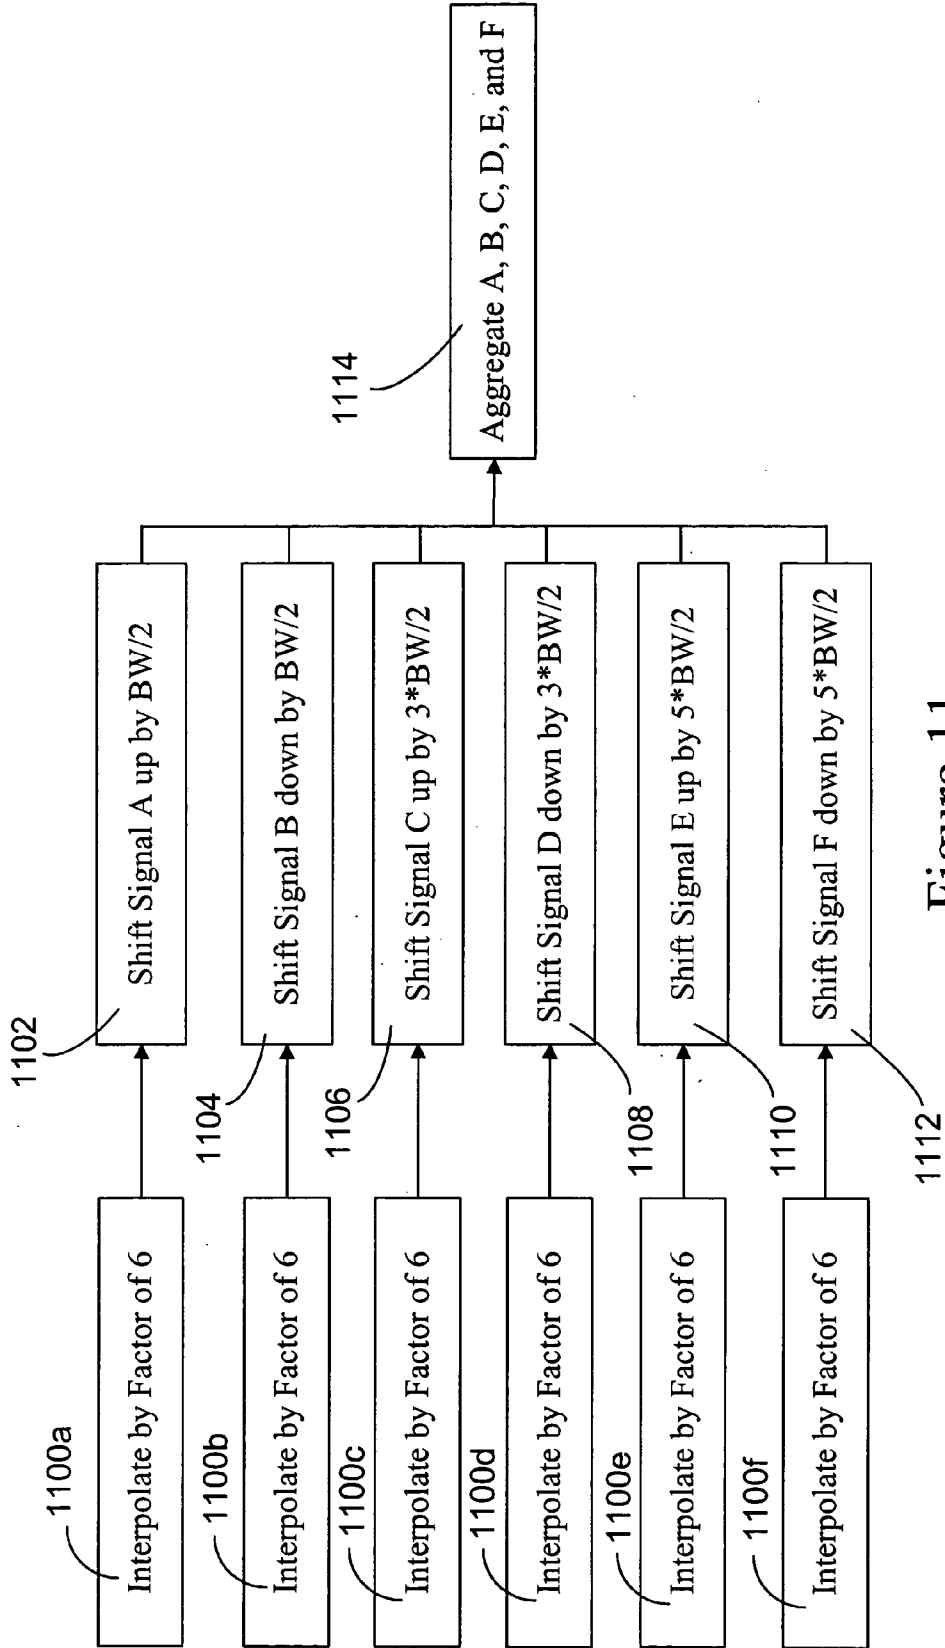 1100a
Interpolate by Factor of 6
1102
Shift Signal A up by BW/2
1100b
Interpolate by Factor of 6
1104
Shift Signal B down by BW/2
1100c
Interpolate by Factor of 6
1106
Shift Signal C up by 3*BW/2
1100d
Interpolate by Factor of 6
1108
Shift Signal D down by 3*BW/2
1100e
Interpolate by Factor of 6
1110
Shift Signal E up by 5*BW/2
1100f
Interpolate by Factor of 6
1112
Shift Signal F down by 5*BW/2
1114
Aggregate A, B, C, D, E, and F
Figure 11